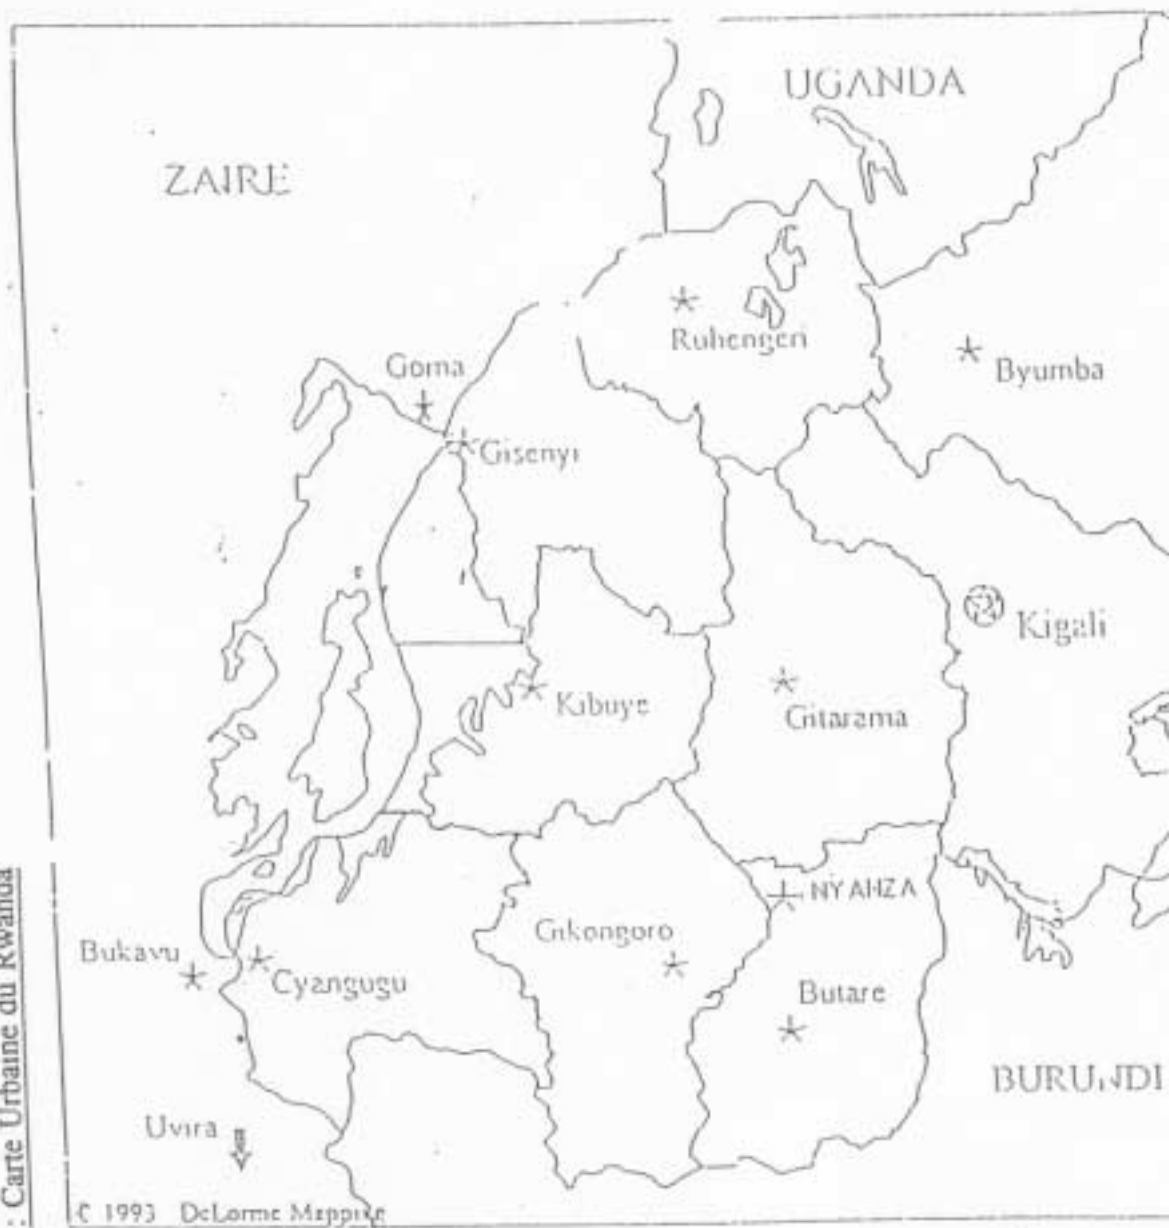 UGANDA
ZAIRE
Ruhengeri
Goma
Byumba
Gisenyi
Kigali
Kibuye
Gitarama
NYANZA
Gikongoro
Bukavu
Cyangugu
Butare
BURUNDI
Uvira
© 1993 DeLorme Mapping
: Carte Urbaine du Rwanda